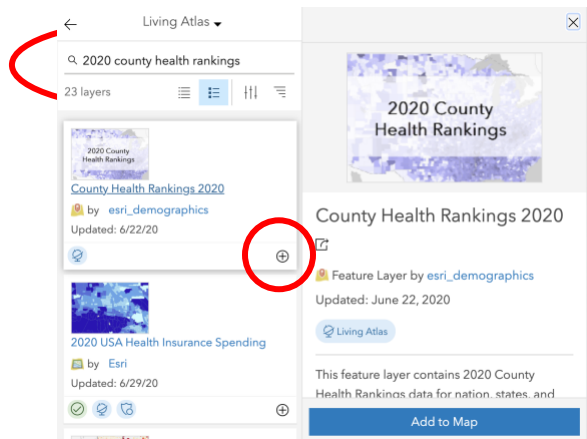 Living Atlas
2020 county health rankings
23 layers
2020 County
Health Rankings
County Health Rankings 2020
by esri_demographics
Updated: 6/22/20
2020 USA Health Insurance Spending
by Esri
Updated: 6/29/20
2020 County
Health Rankings
County Health Rankings 2020
Feature Layer by esri_demographics
Updated: June 22, 2020
Living Atlas
This feature layer contains 2020 County
Health Rankings data for nation, states, and
Add to Map